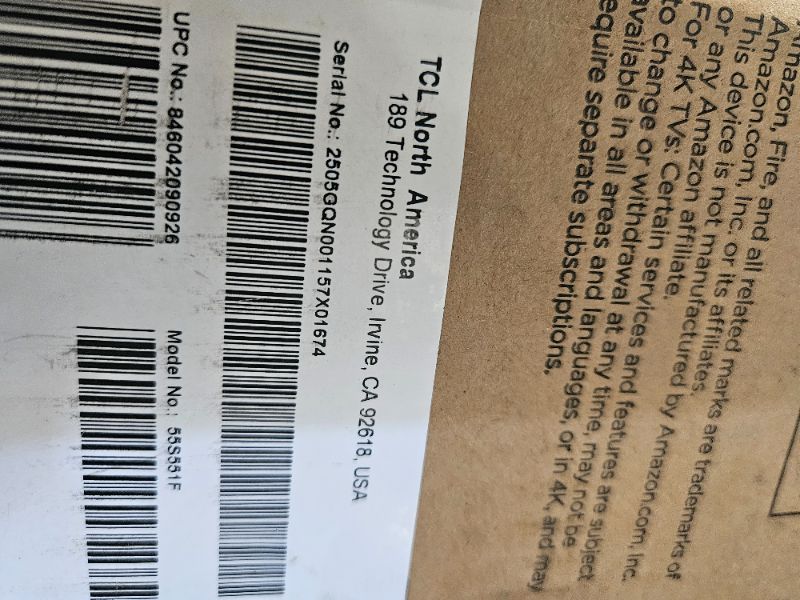 Amazon, Fire, and all related marks are trademarks of
Amazon.com, Inc. or its affiliates.
This device is not manufactured by Amazon.com, Inc.
or any Amazon affiliate.
For 4K TVs: Certain services and features are subject
to change or withdrawal at any time, may not be
available in all areas and languages, or in 4K, and may
require separate subscriptions.
TCL North America
189 Technology Drive, Irvine, CA 92618, USA
Serial No.: 2505GQN001157X01674
UPC No.: 846042090926
Model No.: 55S551F